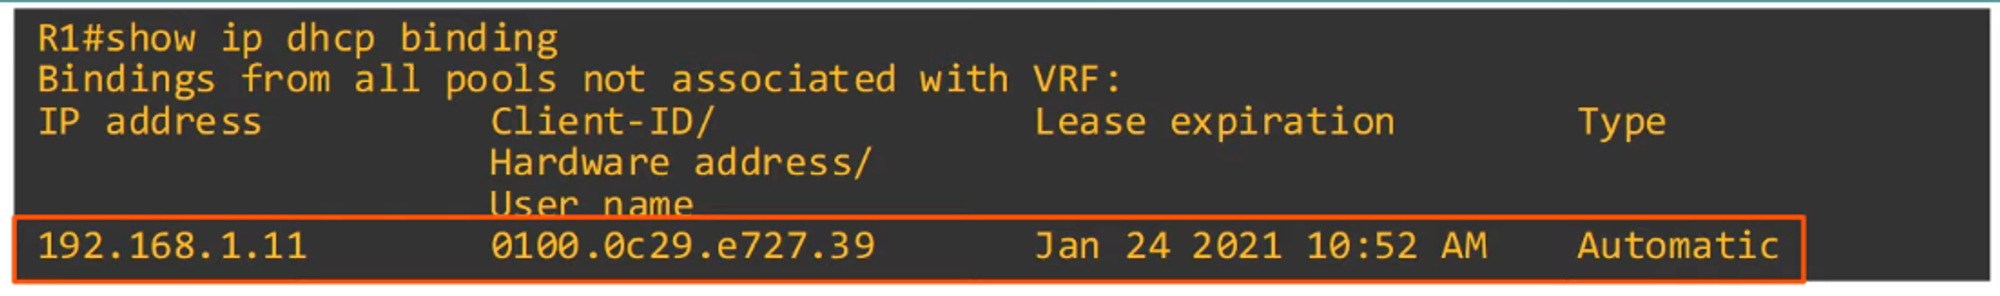 R1#show ip dhcp binding
Bindings from all pools not associated with VRF:
IP address Client-ID/ Lease expiration Type
Hardware address/
User name
192.168.1.11 0100.0c29.e727.39 Jan 24 2021 10:52 AM Automatic